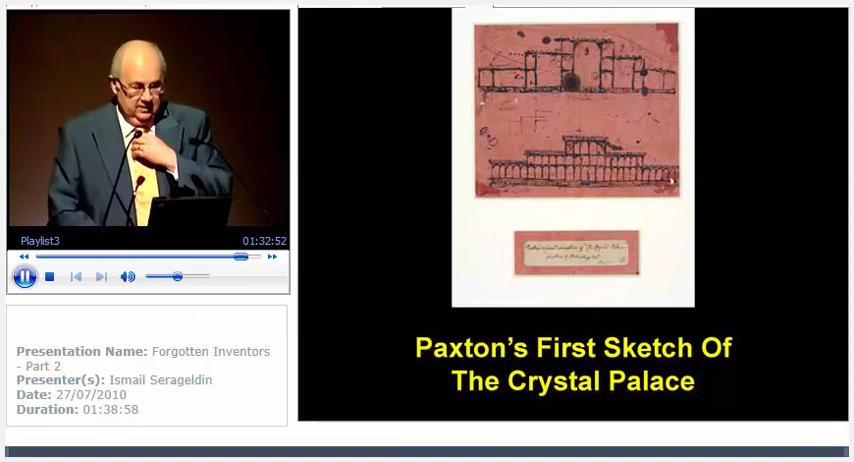 Playlist3
01:32:52
Presentation Name: Forgotten Inventors
- Part 2
Presenter(s): Ismail Serageldin
Date: 27/07/2010
Duration: 01:38:58
Paxton's First Sketch Of
The Crystal Palace